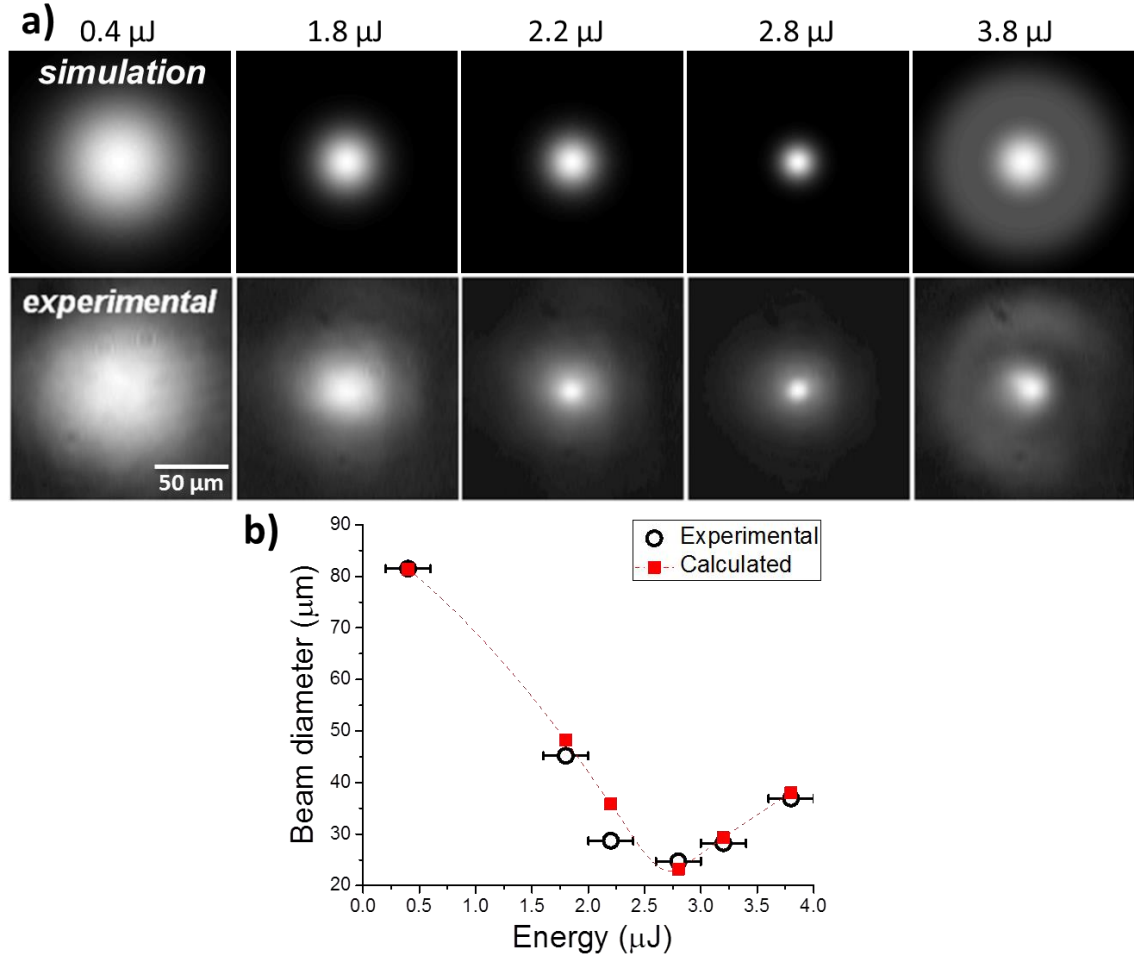 a)
0.4 μJ 1.8 μJ 2.2 μJ 2.8 μJ 3.8 μJ
simulation
experimental
50 μm
b)
90
80
70
60
50
40
30
20
Beam diameter (μm)
Experimental
Calculated
0.0 0.5 1.0 1.5 2.0 2.5 3.0 3.5 4.0
Energy (μJ)